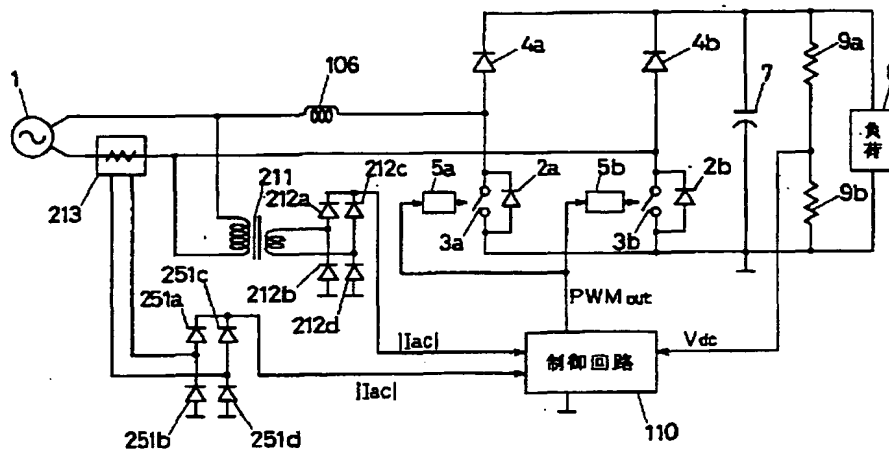 4a
4b
7
9a
1
106
負荷
213
211
212c
212a
5a
2a
5b
2b
9b
3a
3b
251c
251a
212b
212d
PWMout
Vdc
|Iac|
制御回路
|Iac|
251b
251d
110